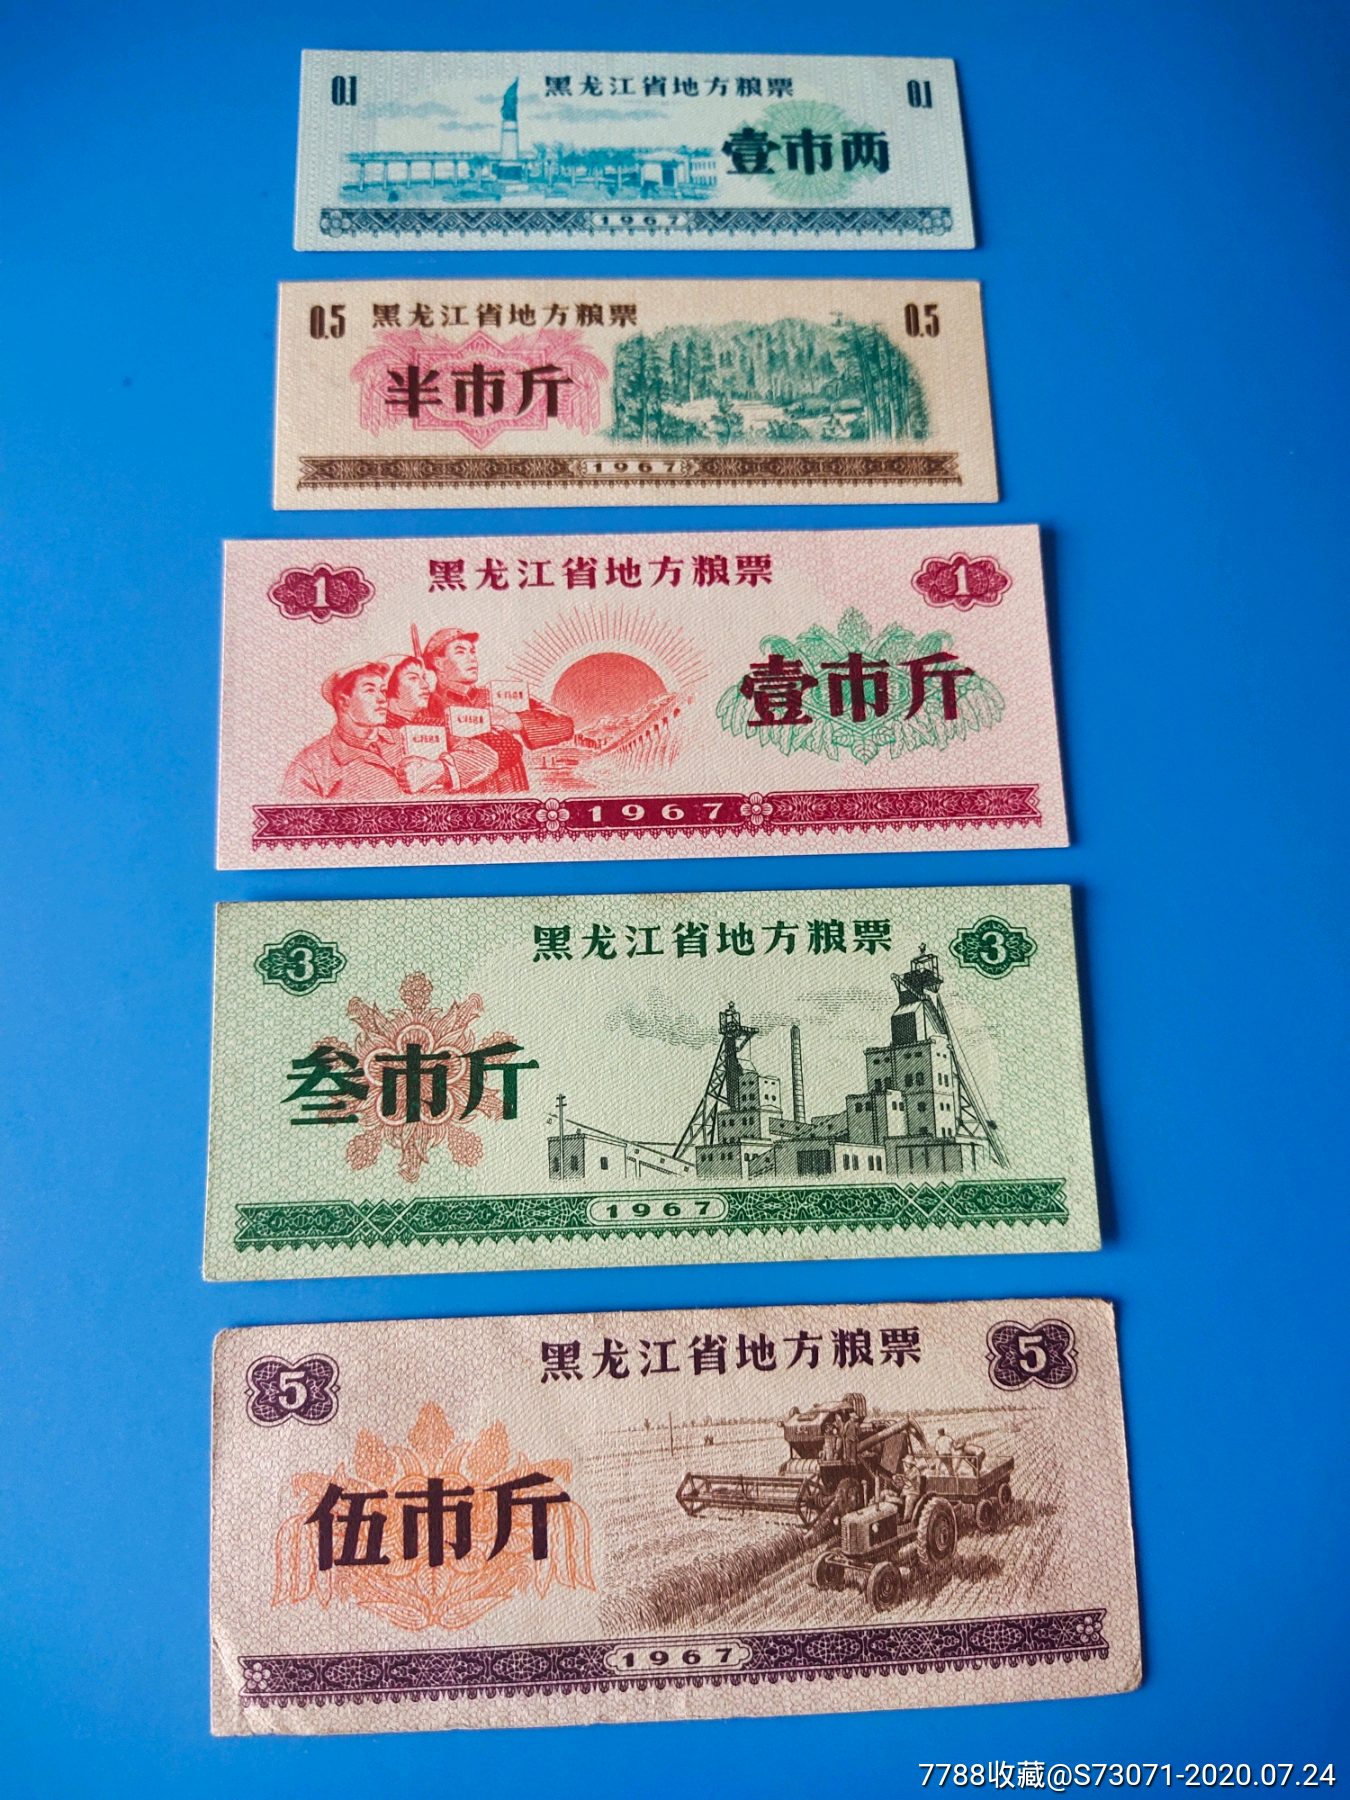 0.1 黑龙江省地方粮票 0.1
壹市两
1967
0.5 黑龙江省地方粮票 0.5
半市斤
1967
1 黑龙江省地方粮票 1
壹市斤
1967
3 黑龙江省地方粮票 3
叁市斤
1967
5 黑龙江省地方粮票 5
伍市斤
1967
7788收藏@S73071-2020.07.24